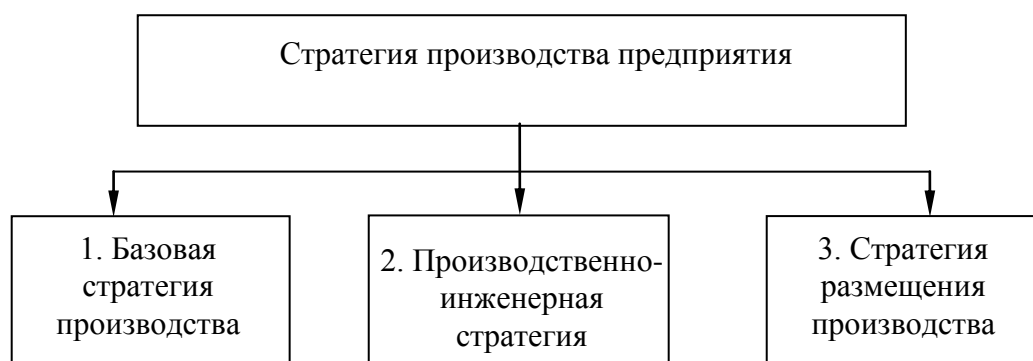 Стратегия производства предприятия
1. Базовая
стратегия
производства
2. Производственно-
инженерная
стратегия
3. Стратегия
размещения
производства